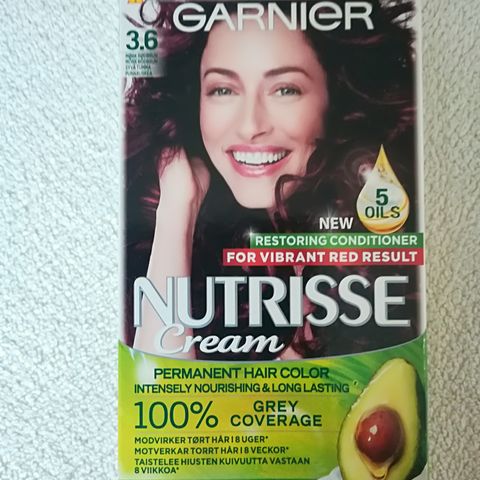 GARNIER
3.6
5
OILS
NEW
RESTORING CONDITIONER
FOR VIBRANT RED RESULT
NUTRISSE
Cream
PERMANENT HAIR COLOR
INTENSELY NOURISHING & LONG LASTING
100% GREY COVERAGE
MODVIRKER TØRT HÅR I 8 UGER*
MOTVERKAR TORRT HÅR I 8 VECKOR*
TAISTELEE HIUSTEN KUIVUUTTA VASTAAN
8 VIIKKOA*